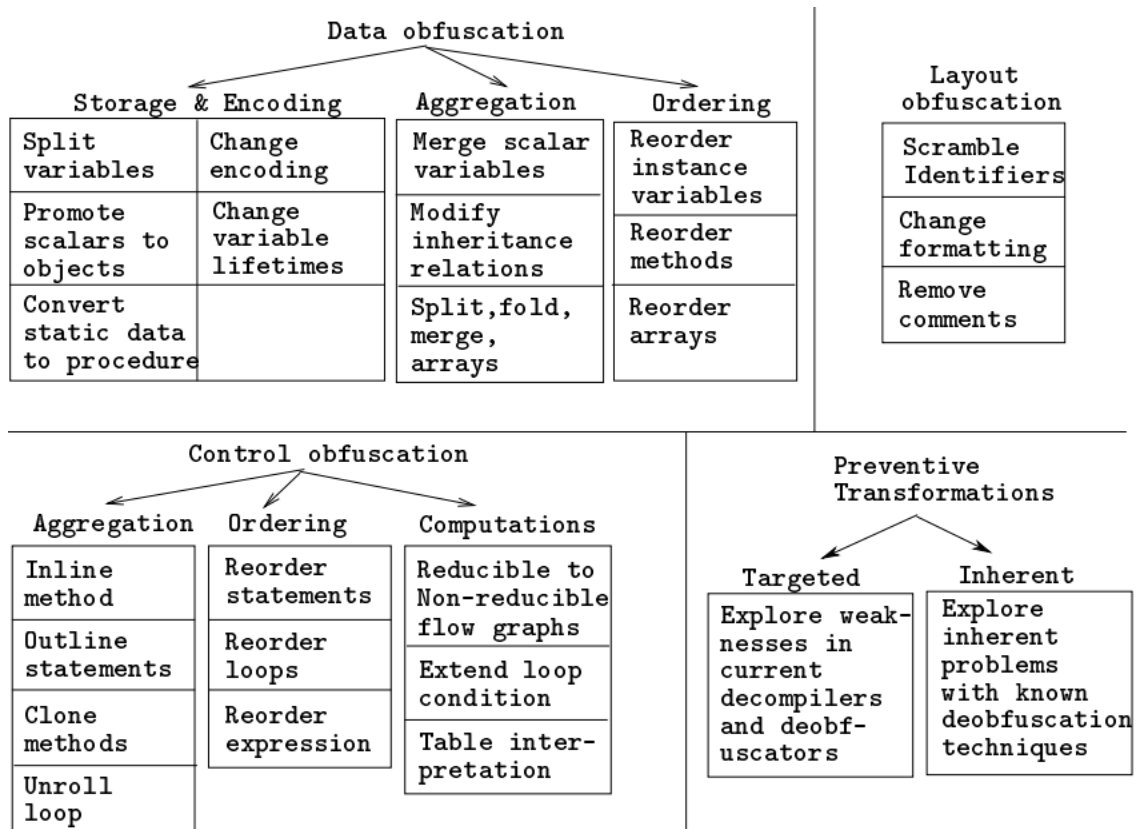 Data obfuscation
Storage & Encoding
Split
variables
Change
encoding
Promote
scalars to
objects
Change
variable
lifetimes
Convert
static data
to procedure
Aggregation
Merge scalar
variables
Modify
inheritance
relations
Split,fold,
merge,
arrays
Ordering
Reorder
instance
variables
Reorder
methods
Reorder
arrays
Layout
obfuscation
Scramble
Identifiers
Change
formatting
Remove
comments
Control obfuscation
Aggregation
Inline
method
Outline
statements
Clone
methods
Unroll
loop
Ordering
Reorder
statements
Reorder
loops
Reorder
expression
Computations
Reducible to
Non-reducible
flow graphs
Extend loop
condition
Table inter-
pretation
Preventive
Transformations
Targeted
Explore weak-
nesses in
current
decompilers
and deobf-
uscators
Inherent
Explore
inherent
problems
with known
deobfuscation
techniques